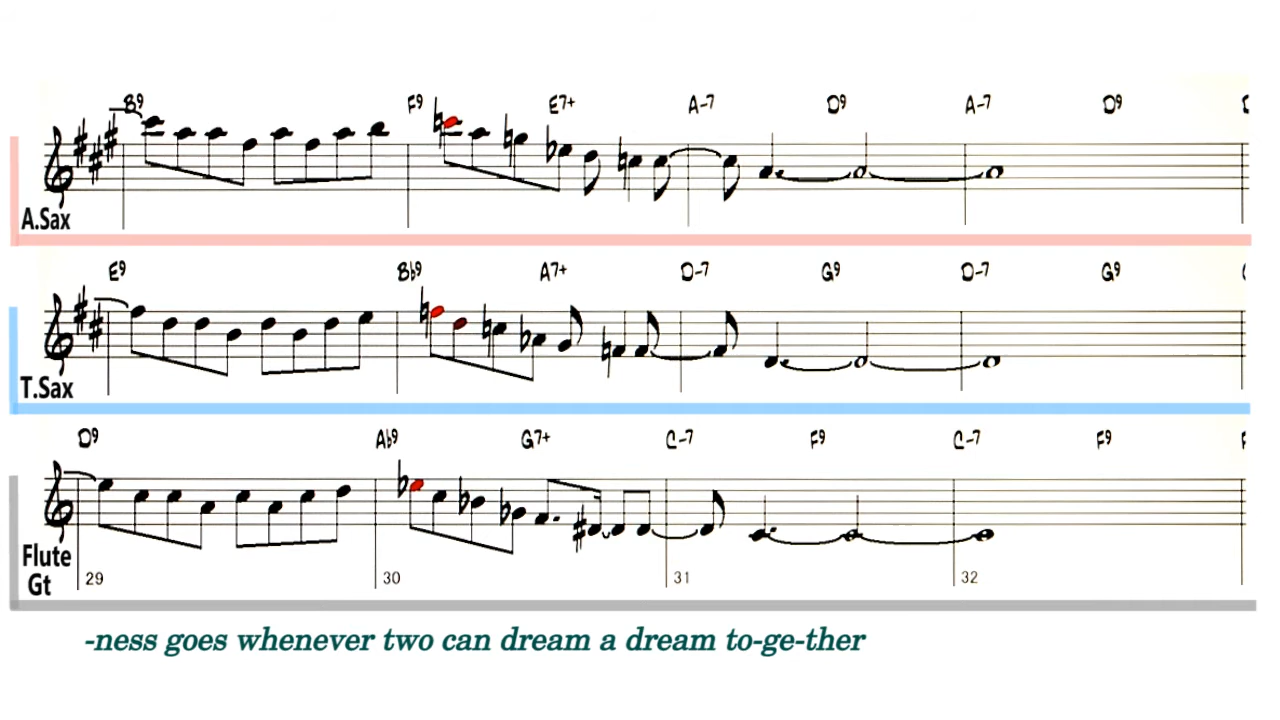 B9 F9 E7+ A-7 D9 A-7 D9
A.Sax
E9 Bb9 A7+ D-7 G9 D-7 G9
T.Sax
D9 Ab9 G7+ C-7 F9 C-7 F9
Flute
Gt
29 30 31 32
-ness goes whenever two can dream a dream to-ge-ther